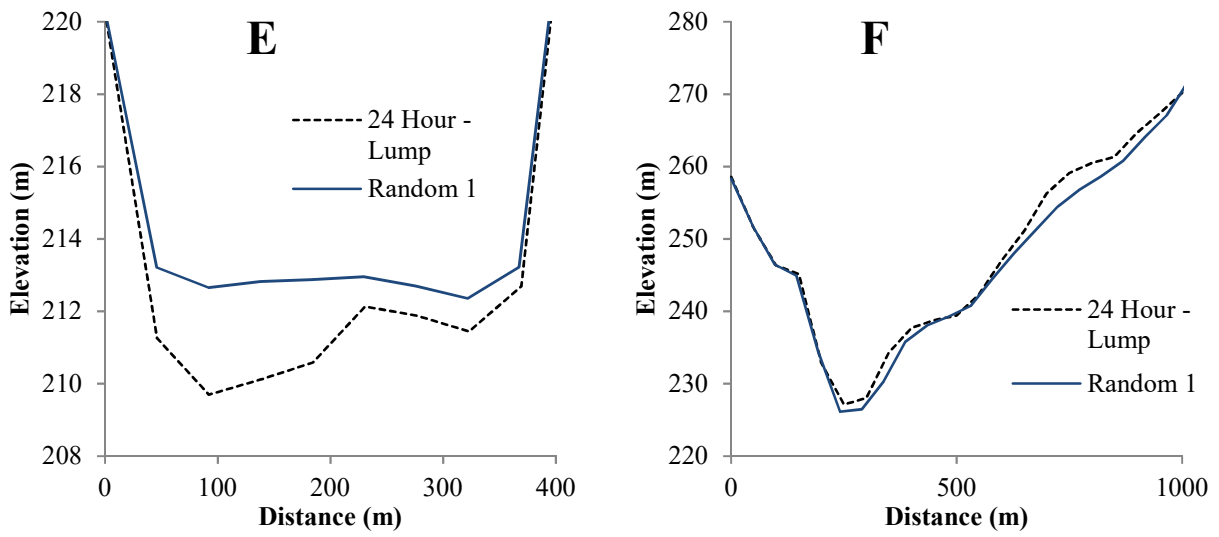 E
220
218
216
214
212
210
208
Elevation (m)
24 Hour -
Lump
Random 1
0 100 200 300 400
Distance (m)
F
280
270
260
250
240
230
220
Elevation (m)
24 Hour -
Lump
Random 1
0 500 1000
Distance (m)